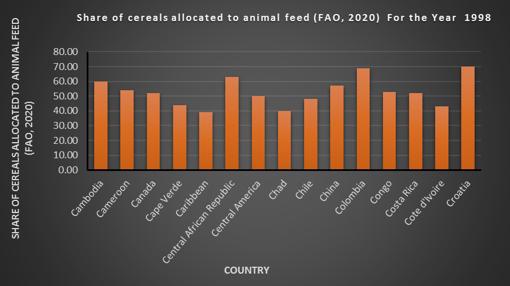 Share of cereals allocated to animal feed (FAO, 2020)  For the Year  1998
SHARE OF CEREALS ALLOCATED TO ANIMAL FEED
(FAO, 2020)
80.00
70.00
60.00
50.00
40.00
30.00
20.00
10.00
0.00
Cambodia
Cameroon
Canada
Cape Verde
Caribbean
Central African Republic
Central America
Chad
Chile
China
Colombia
Congo
Costa Rica
Cote d'Ivoire
Croatia
COUNTRY